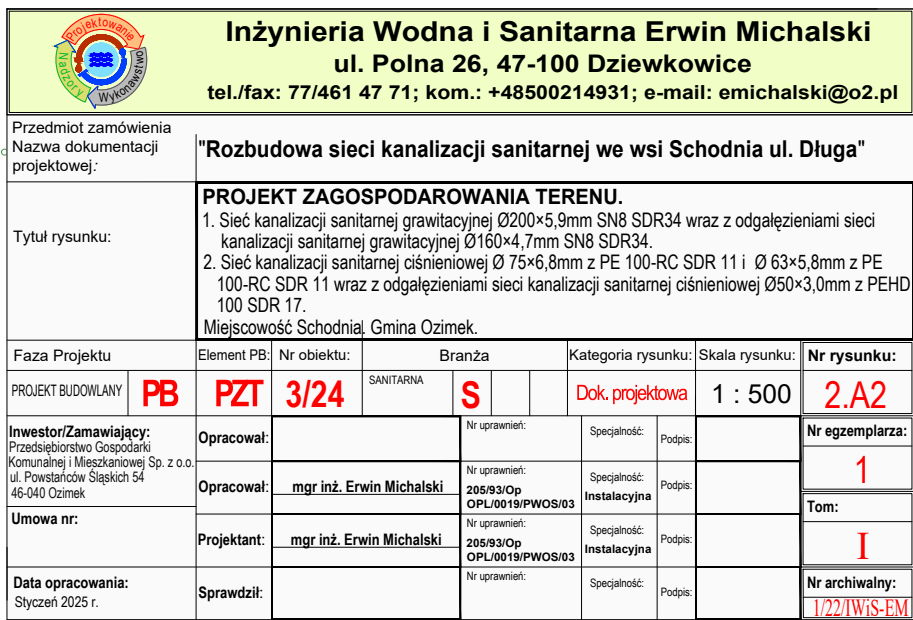 Projektowanie
Nadzory
Wykonawstwo
Inżynieria Wodna i Sanitarna Erwin Michalski
ul. Polna 26, 47-100 Dziewkowice
tel./fax: 77/461 47 71; kom.: +48500214931; e-mail: emichalski@o2.pl
Przedmiot zamówienia
Nazwa dokumentacji
projektowej:
"Rozbudowa sieci kanalizacji sanitarnej we wsi Schodnia ul. Długa"
Tytuł rysunku:
PROJEKT ZAGOSPODAROWANIA TERENU.
1. Sieć kanalizacji sanitarnej grawitacyjnej Ø200×5,9mm SN8 SDR34 wraz z odgałęzieniami sieci
kanalizacji sanitarnej grawitacyjnej Ø160×4,7mm SN8 SDR34.
2. Sieć kanalizacji sanitarnej ciśnieniowej Ø 75×6,8mm z PE 100-RC SDR 11 i Ø 63×5,8mm z PE
100-RC SDR 11 wraz z odgałęzieniami sieci kanalizacji sanitarnej ciśnieniowej Ø50×3,0mm z PEHD
100 SDR 17.
Miejscowość Schodnia. Gmina Ozimek.
Faza Projektu
Element PB:
Nr obiektu:
Branża
Kategoria rysunku:
Skala rysunku:
Nr rysunku:
PROJEKT BUDOWLANY
PB
PZT
3/24
SANITARNA
S
Dok. projektowa
1 : 500
2.A2
Inwestor/Zamawiający:
Przedsiębiorstwo Gospodarki
Komunalnej i Mieszkaniowej Sp. z o.o.
ul. Powstańców Śląskich 54
46-040 Ozimek
Opracował:
Nr uprawnień:
Specjalność:
Podpis:
Nr egzemplarza:
1
Opracował:
mgr inż. Erwin Michalski
Nr uprawnień:
205/93/Op
OPL/0019/PWOS/03
Specjalność:
Instalacyjna
Podpis:
Umowa nr:
Tom:
I
Projektant:
mgr inż. Erwin Michalski
Nr uprawnień:
205/93/Op
OPL/0019/PWOS/03
Specjalność:
Instalacyjna
Podpis:
Data opracowania:
Styczeń 2025 r.
Sprawdził:
Nr uprawnień:
Specjalność:
Podpis:
Nr archiwalny:
1/22/IWiS-EM